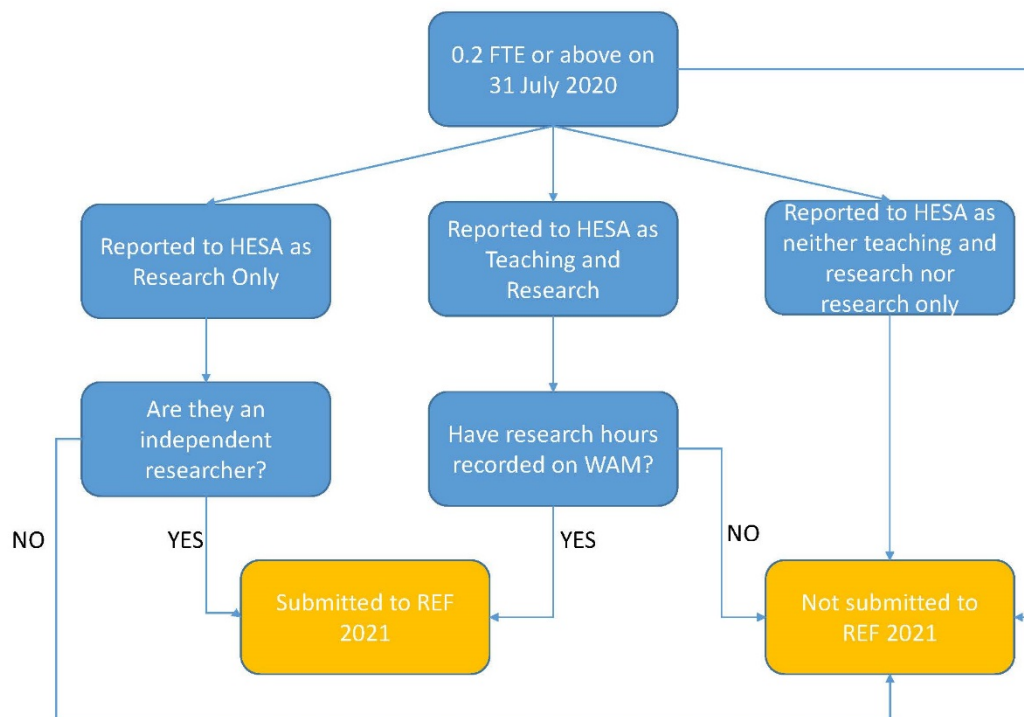 0.2 FTE or above on
31 July 2020
Reported to HESA as
Research Only
Reported to HESA as
Teaching and
Research
Reported to HESA as
neither teaching and
research nor
research only
Are they an
independent
researcher?
Have research hours
recorded on WAM?
NO
YES
YES
NO
Submitted to REF
2021
Not submitted to
REF 2021